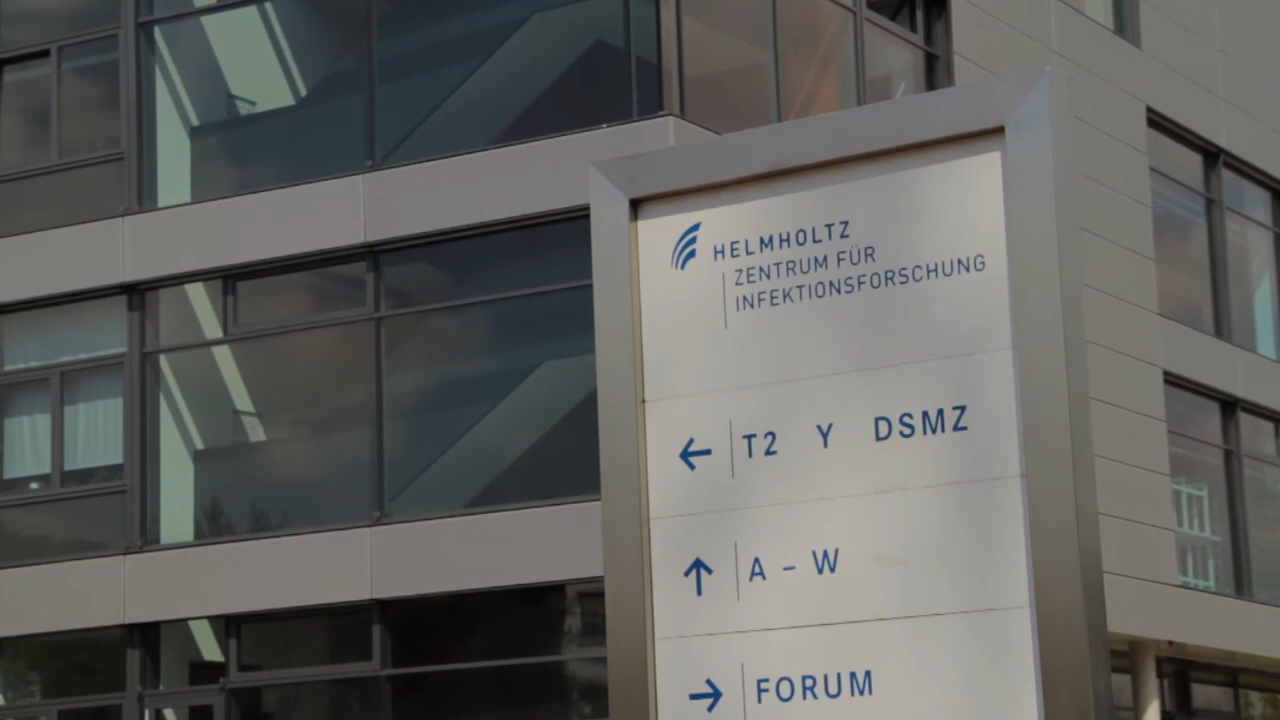 HELMHOLTZ
ZENTRUM FÜR
INFEKTIONSFORSCHUNG
← T2 Y DSMZ
↑ A – W
→ FORUM